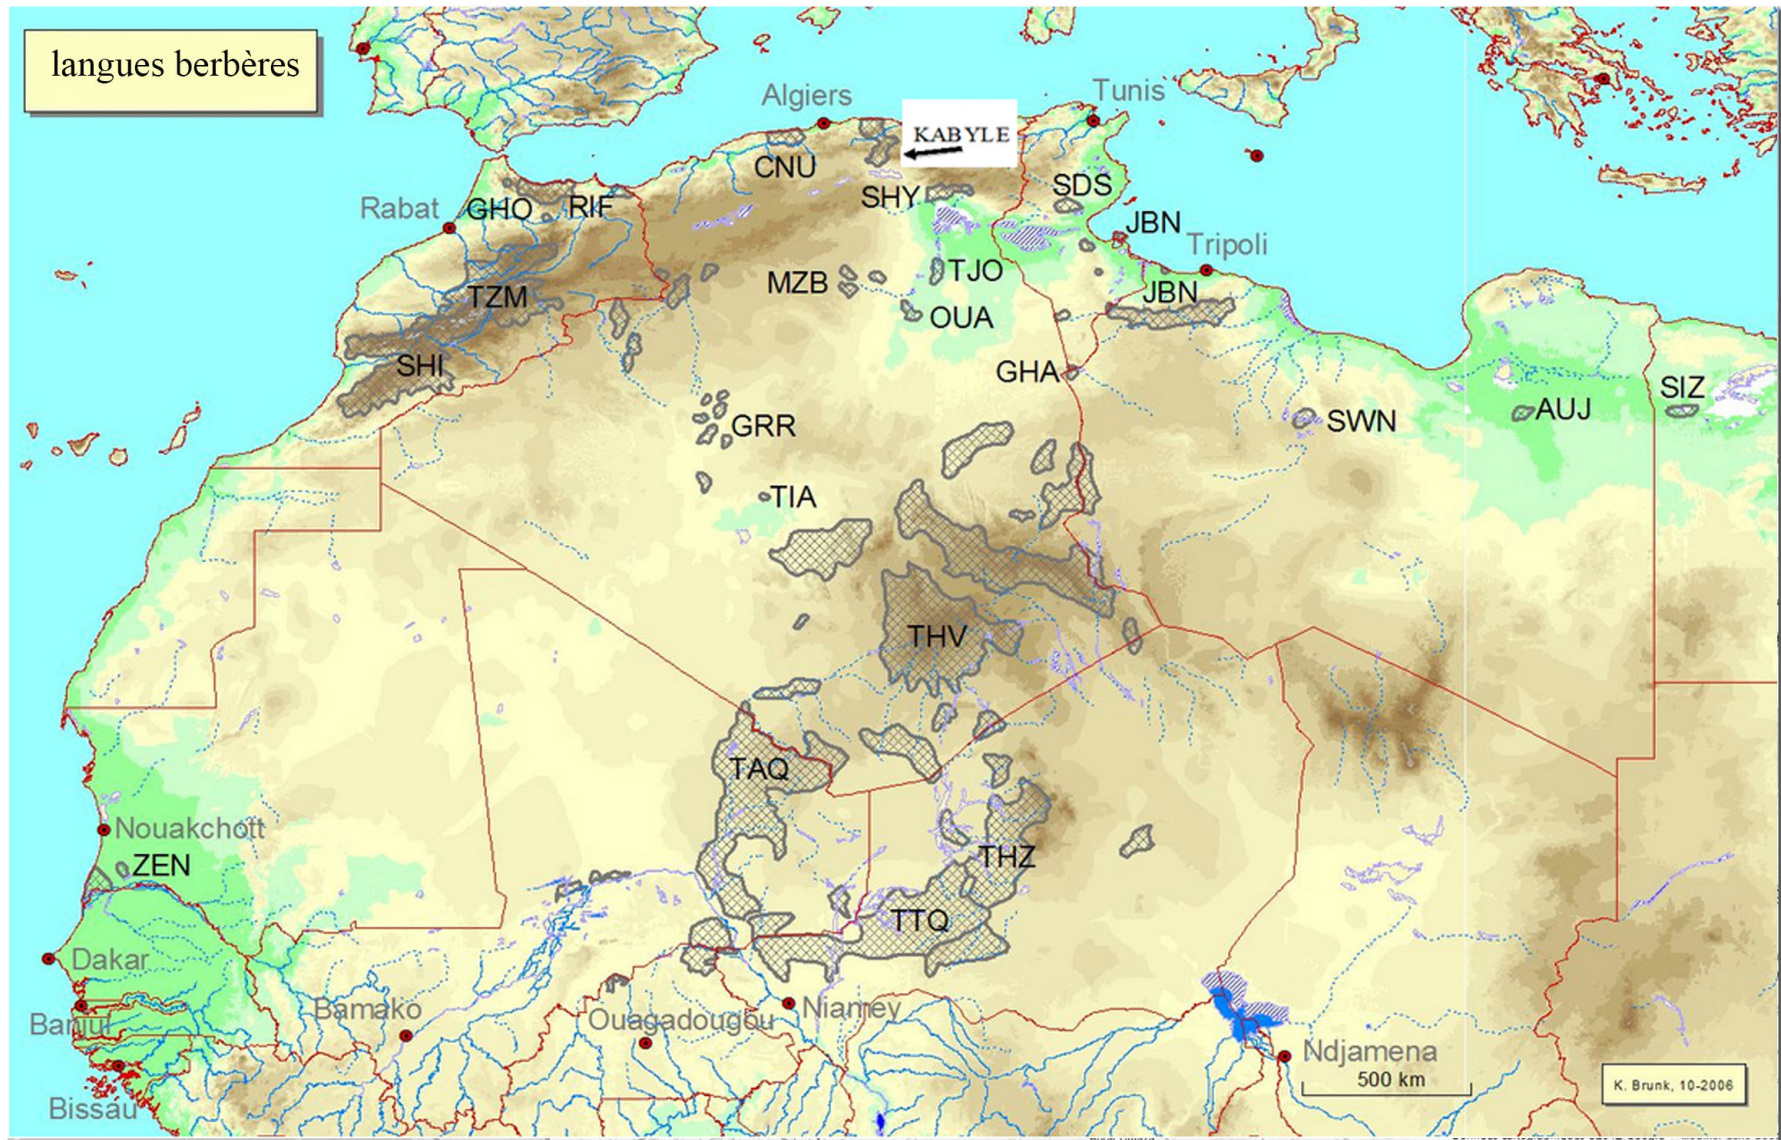 langues berbères
Algiers
Tunis
KABYLE
CNU
SHY
SDS
Rabat
GHO
RIF
JBN
Tripoli
TZM
MZB
TJO
OUA
JBN
SHI
GHA
GRR
SWN
AUJ
SIZ
TIA
THV
TAQ
Nouakchott
ZEN
THZ
TTQ
Dakar
Banjul
Bamako
Ouagadougou
Niamey
Ndjamena
500 km
K. Brunk, 10-2006
Bissau